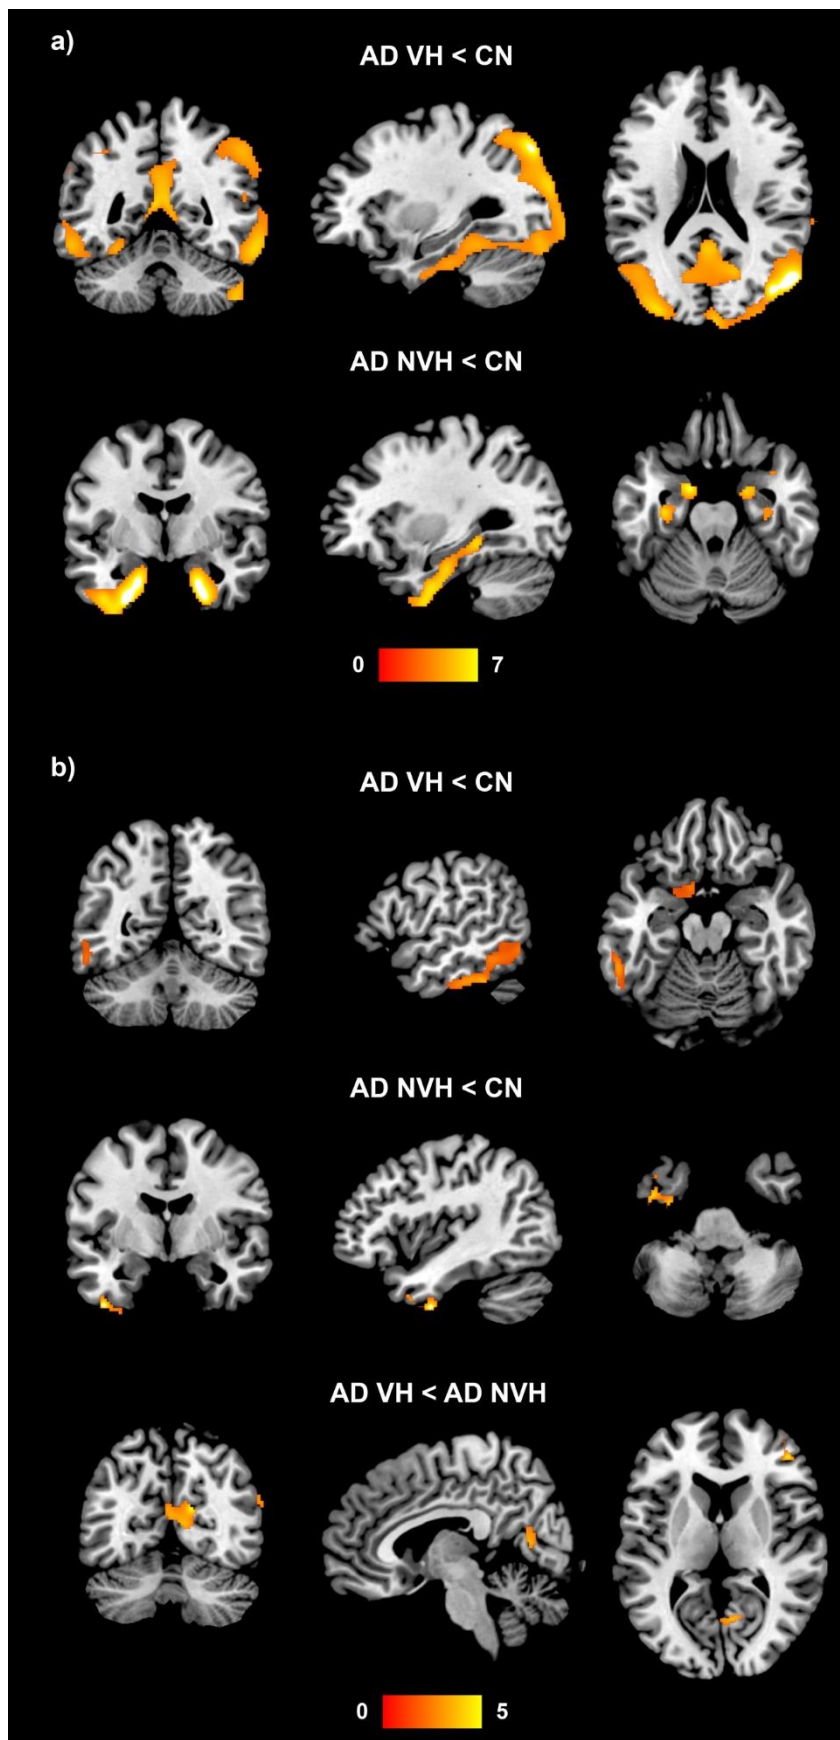 a)
AD VH < CN
AD NVH < CN
0 7
b)
AD VH < CN
AD NVH < CN
AD VH < AD NVH
0 5